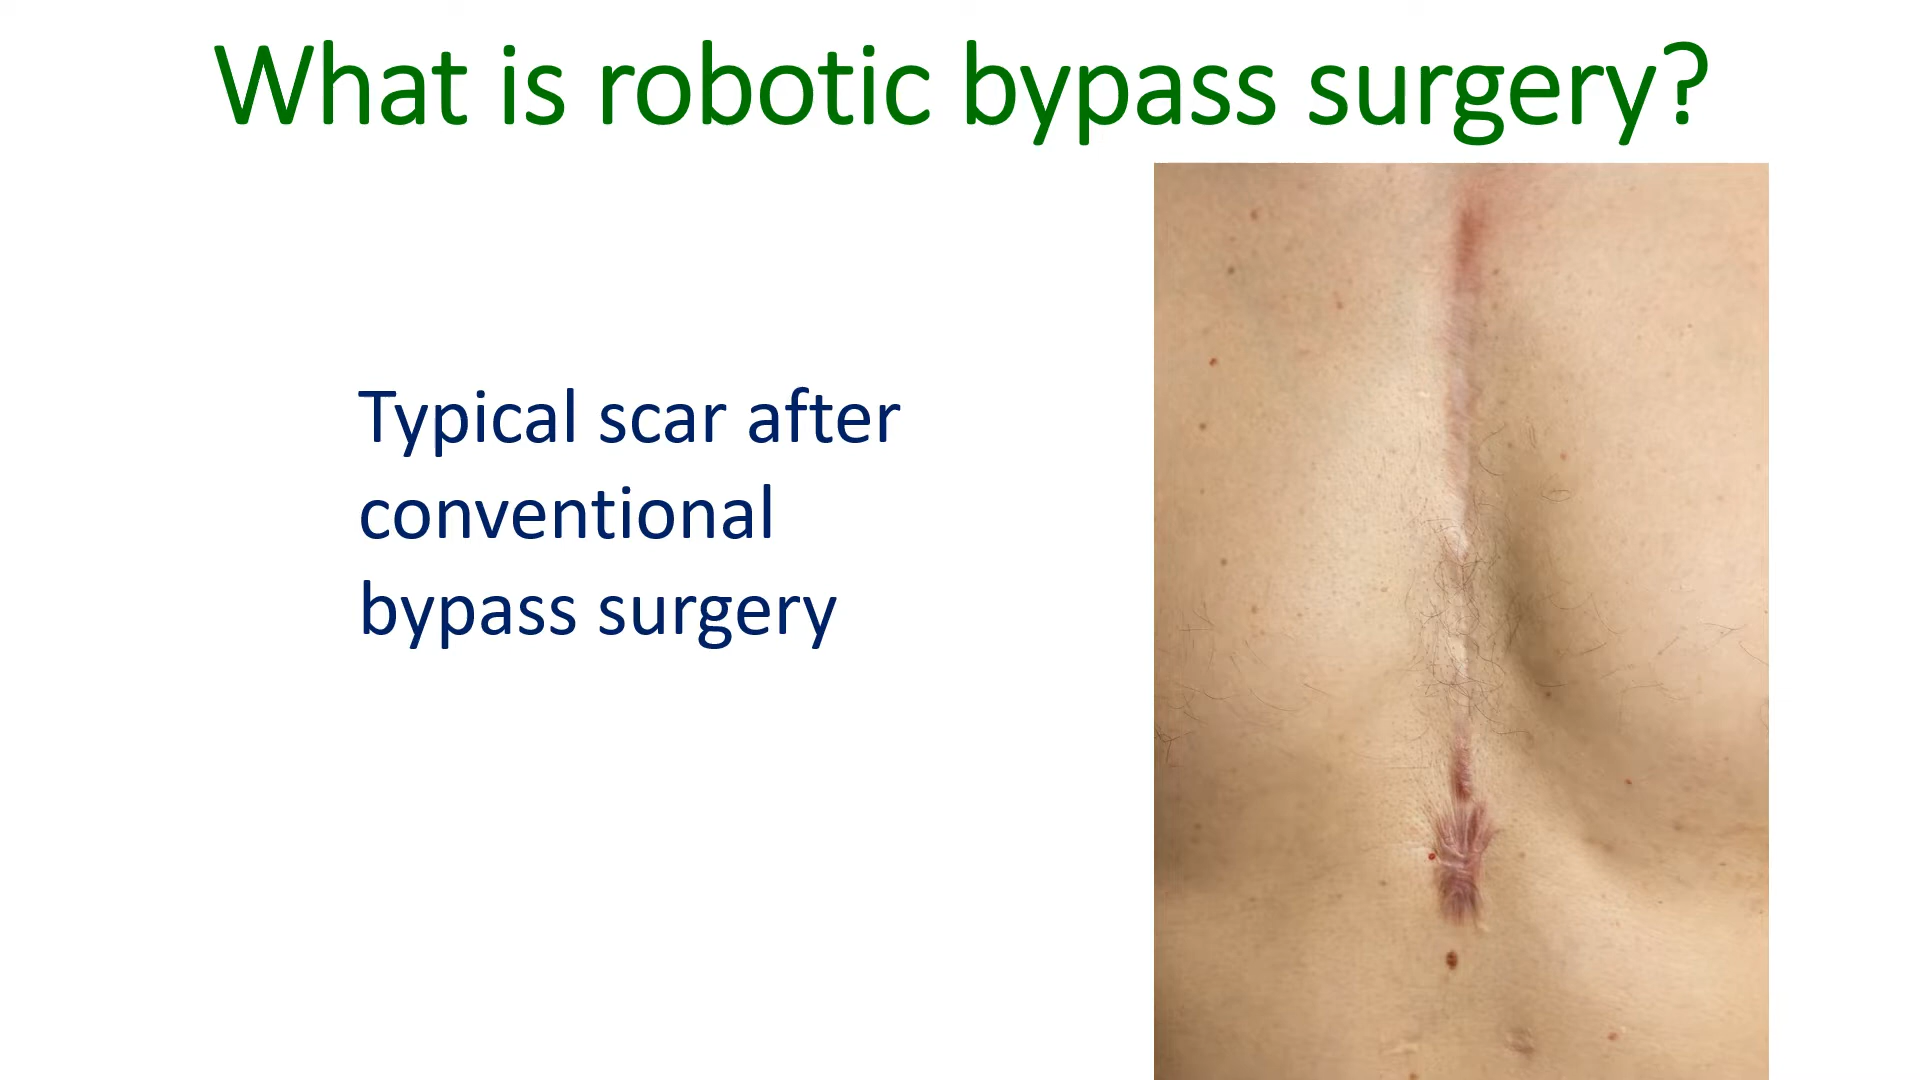 What is robotic bypass surgery?
Typical scar after
conventional
bypass surgery